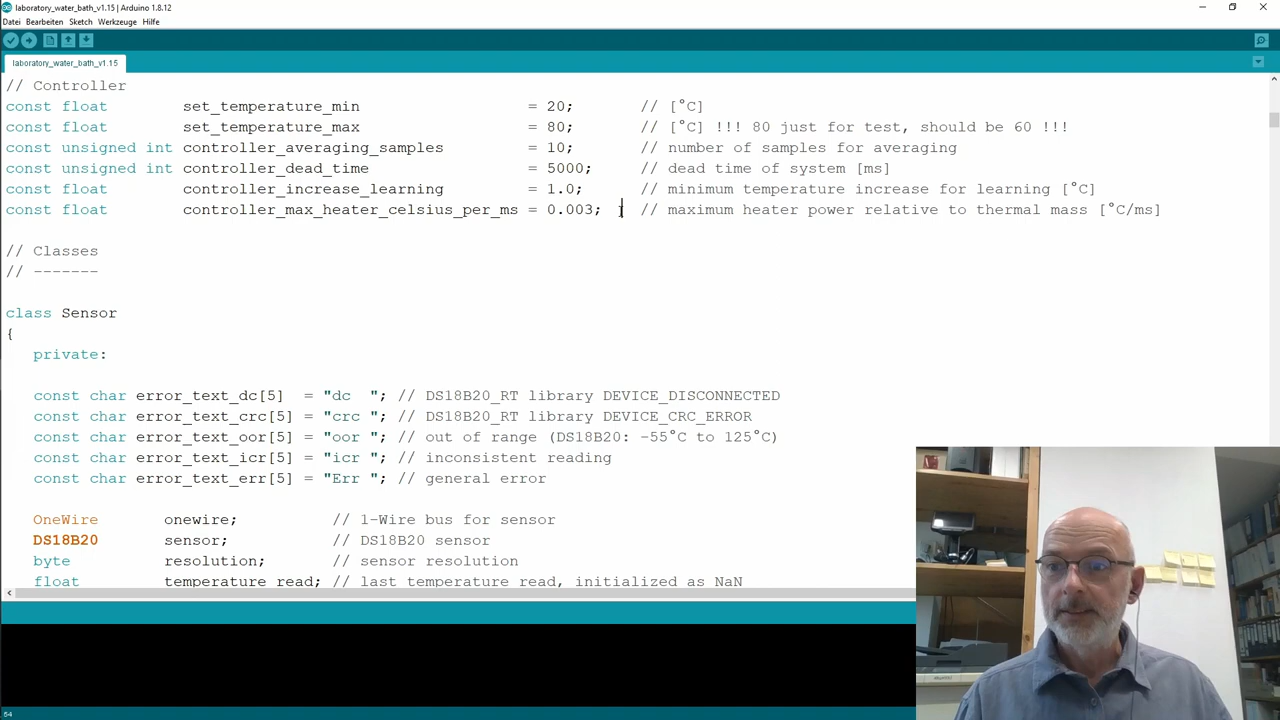 laboratory_water_bath_v1.15 | Arduino 1.8.12
Datei Bearbeiten Sketch Werkzeuge Hilfe
laboratory_water_bath_v1.15
// Controller
const float set_temperature_min = 20; // [°C]
const float set_temperature_max = 80; // [°C] !!! 80 just for test, should be 60 !!!
const unsigned int controller_averaging_samples = 10; // number of samples for averaging
const unsigned int controller_dead_time = 5000; // dead time of system [ms]
const float controller_increase_learning = 1.0; // minimum temperature increase for learning [°C]
const float controller_max_heater_celsius_per_ms = 0.003; // maximum heater power relative to thermal mass [°C/ms]
// Classes
// -------
class Sensor
{
private:
const char error_text_dc[5] = "dc  "; // DS18B20_RT library DEVICE_DISCONNECTED
const char error_text_crc[5] = "crc "; // DS18B20_RT library DEVICE_CRC_ERROR
const char error_text_oor[5] = "oor "; // out of range (DS18B20: -55°C to 125°C)
const char error_text_icr[5] = "icr "; // inconsistent reading
const char error_text_err[5] = "Err "; // general error
OneWire onewire; // 1-Wire bus for sensor
DS18B20 sensor; // DS18B20 sensor
byte resolution; // sensor resolution
float temperature_read; // last temperature read, initialized as NaN
54